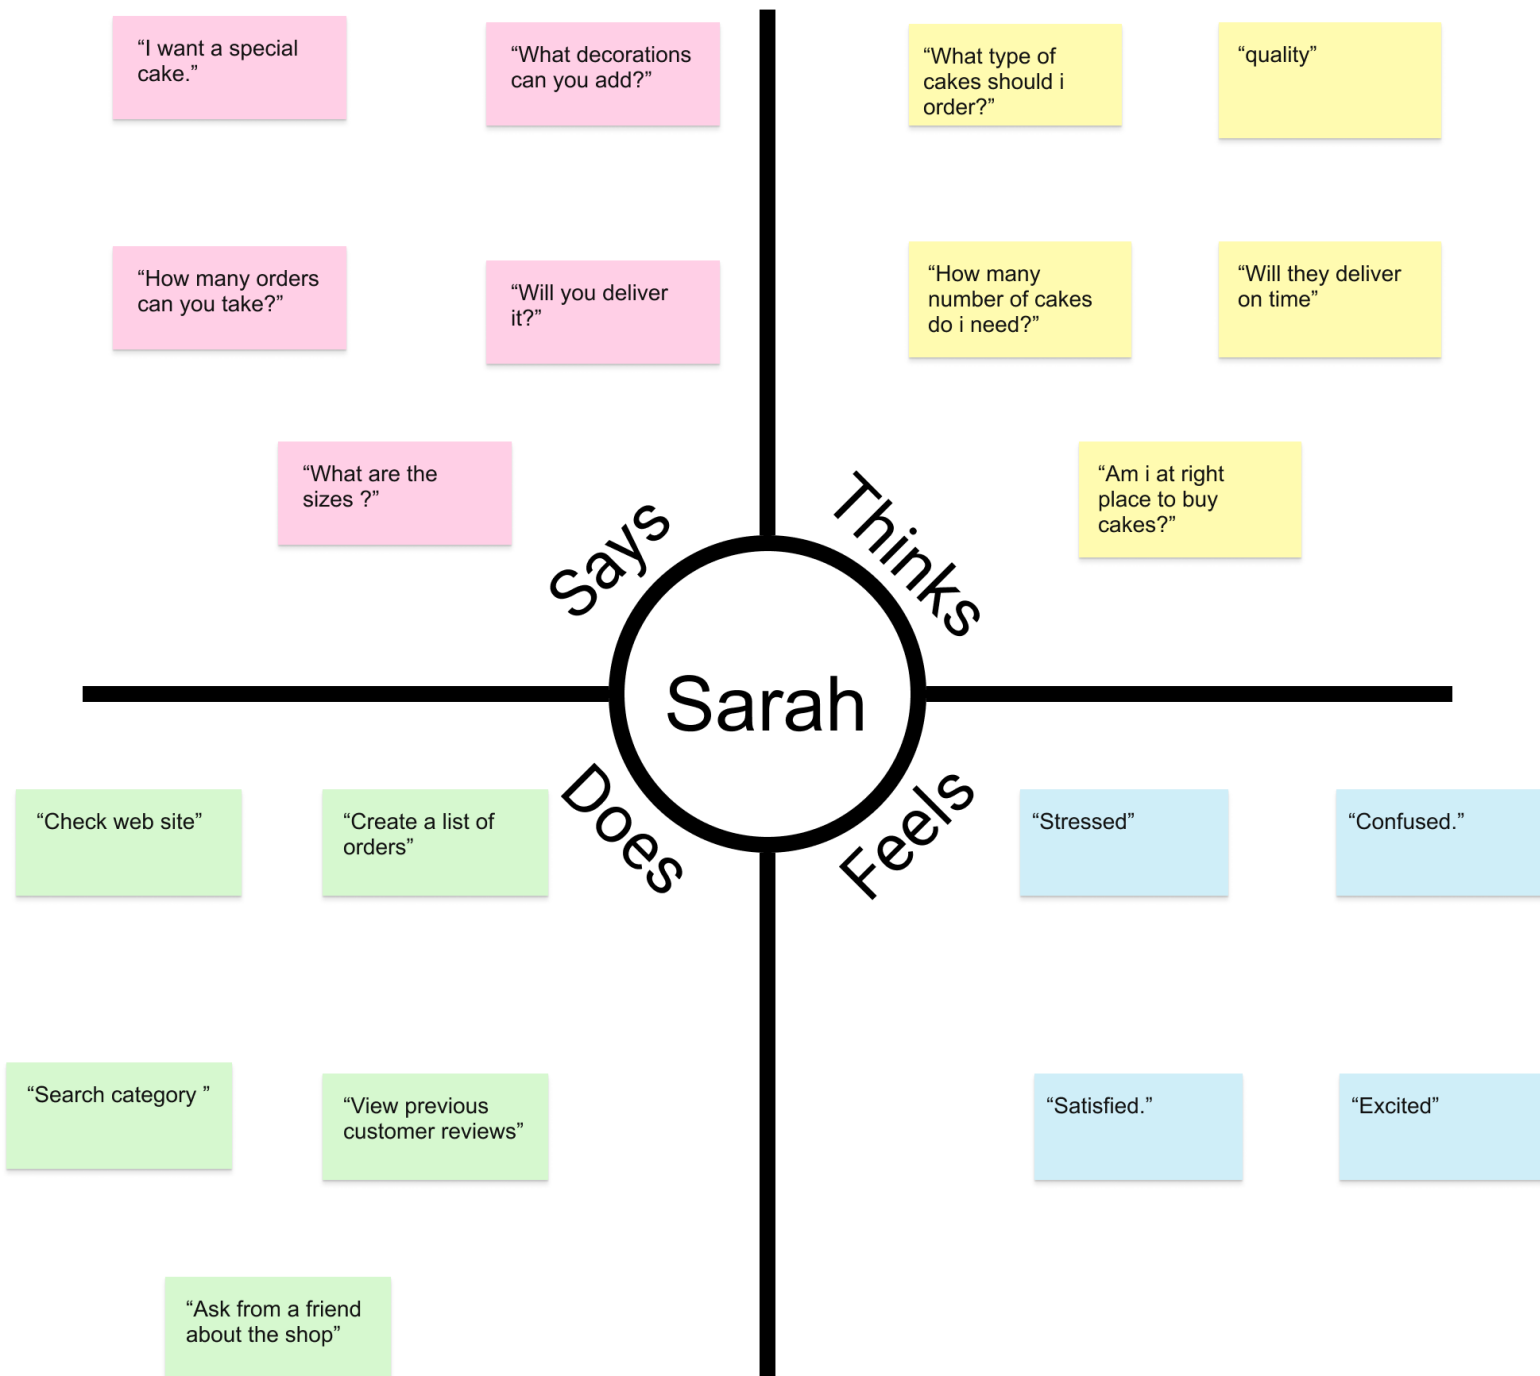 “I want a special
cake.”
“What decorations
can you add?”
“How many orders
can you take?”
“Will you deliver
it?”
“What are the
sizes ?”
Says
“What type of
cakes should i
order?”
“quality”
“How many
number of cakes
do i need?”
“Will they deliver
on time”
“Am i at right
place to buy
cakes?”
Thinks
Sarah
Does
“Check web site”
“Create a list of
orders”
“Search category ”
“View previous
customer reviews”
“Ask from a friend
about the shop”
Feels
“Stressed”
“Confused.”
“Satisfied.”
“Excited”